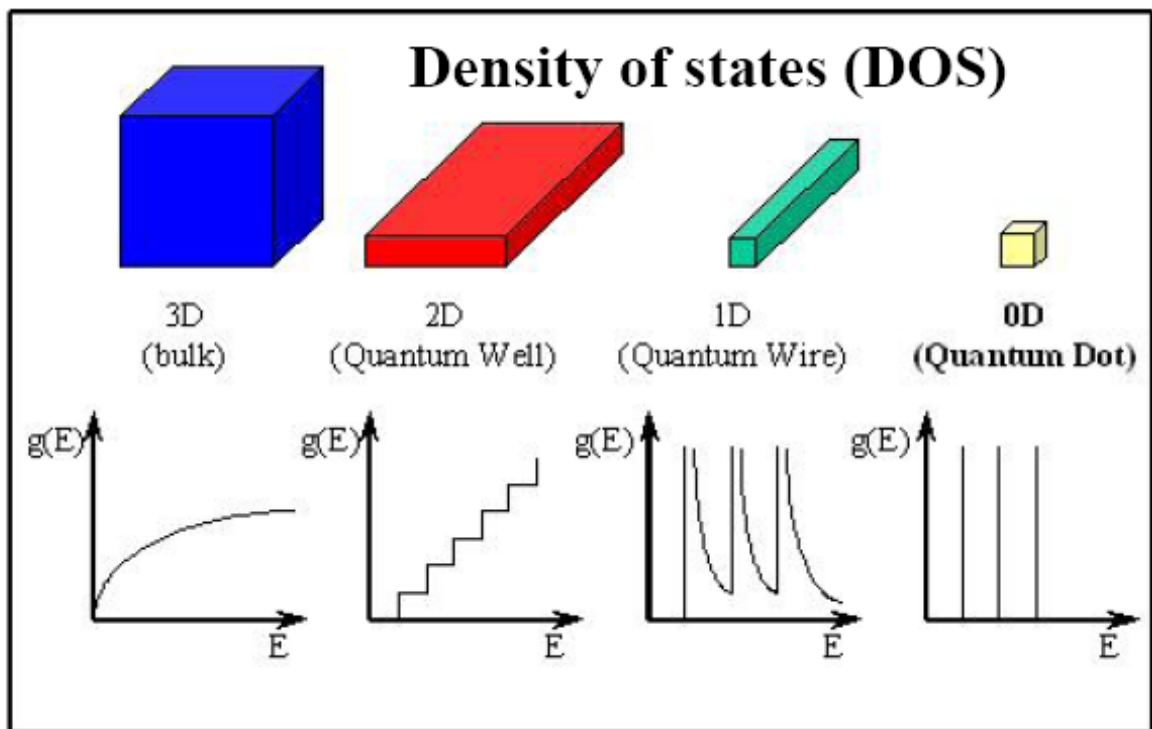 Density of states (DOS)
3D
(bulk)
2D
(Quantum Well)
1D
(Quantum Wire)
0D
(Quantum Dot)
g(E)
E
g(E)
E
g(E)
E
g(E)
E